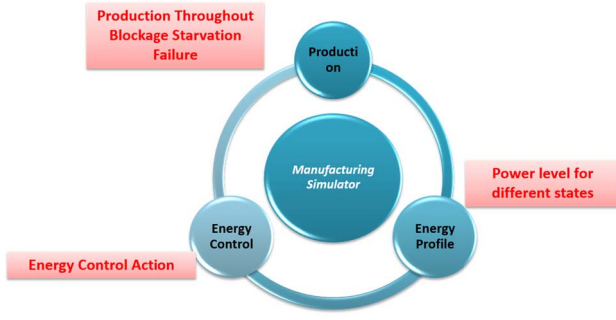 Production Throughout
Blockage Starvation
Failure
Producti
on
Manufacturing
Simulator
Power level for
different states
Energy
Control
Energy
Profile
Energy Control Action